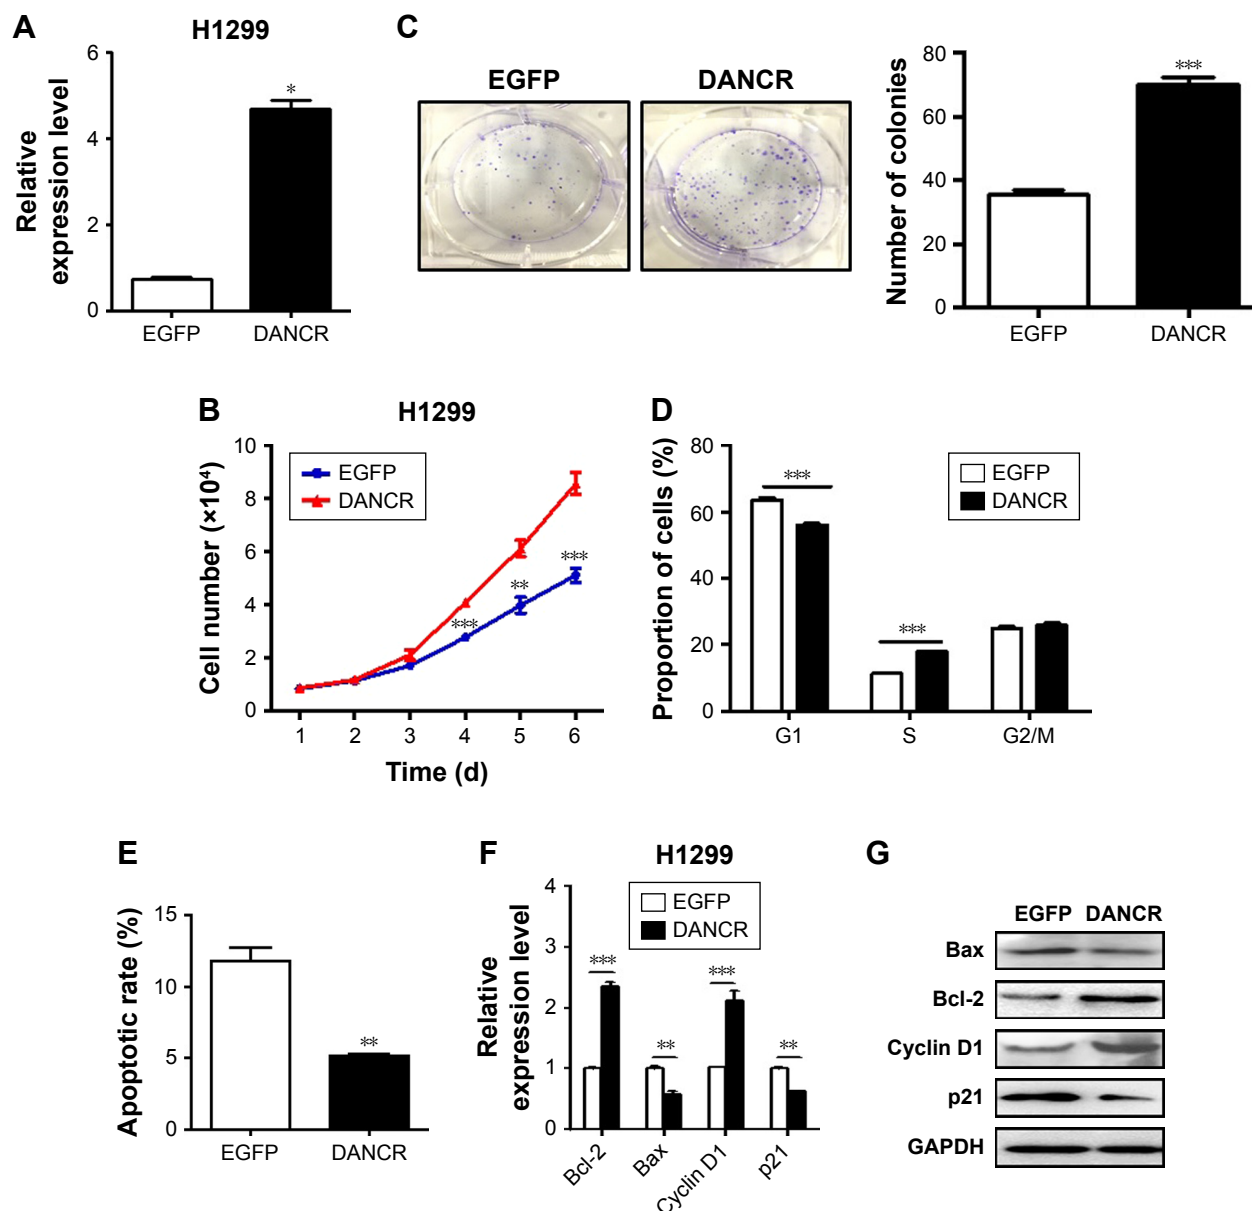 A
H1299
Relative
expression level
6
4
2
0
*
EGFP
DANCR
C
EGFP
DANCR
Number of colonies
80
60
40
20
0
***
EGFP
DANCR
B
H1299
Cell number (×10⁴)
10
8
6
4
2
0
EGFP
DANCR
***
**
***
1 2 3 4 5 6
Time (d)
D
Proportion of cells (%)
80
60
40
20
0
EGFP
DANCR
***
***
G1 S G2/M
E
Apoptotic rate (%)
15
10
5
0
**
EGFP
DANCR
F
H1299
Relative
expression level
4
3
2
1
0
EGFP
DANCR
*** ** *** **
Bcl-2
Bax
Cyclin D1
p21
G
EGFP DANCR
Bax
Bcl-2
Cyclin D1
p21
GAPDH